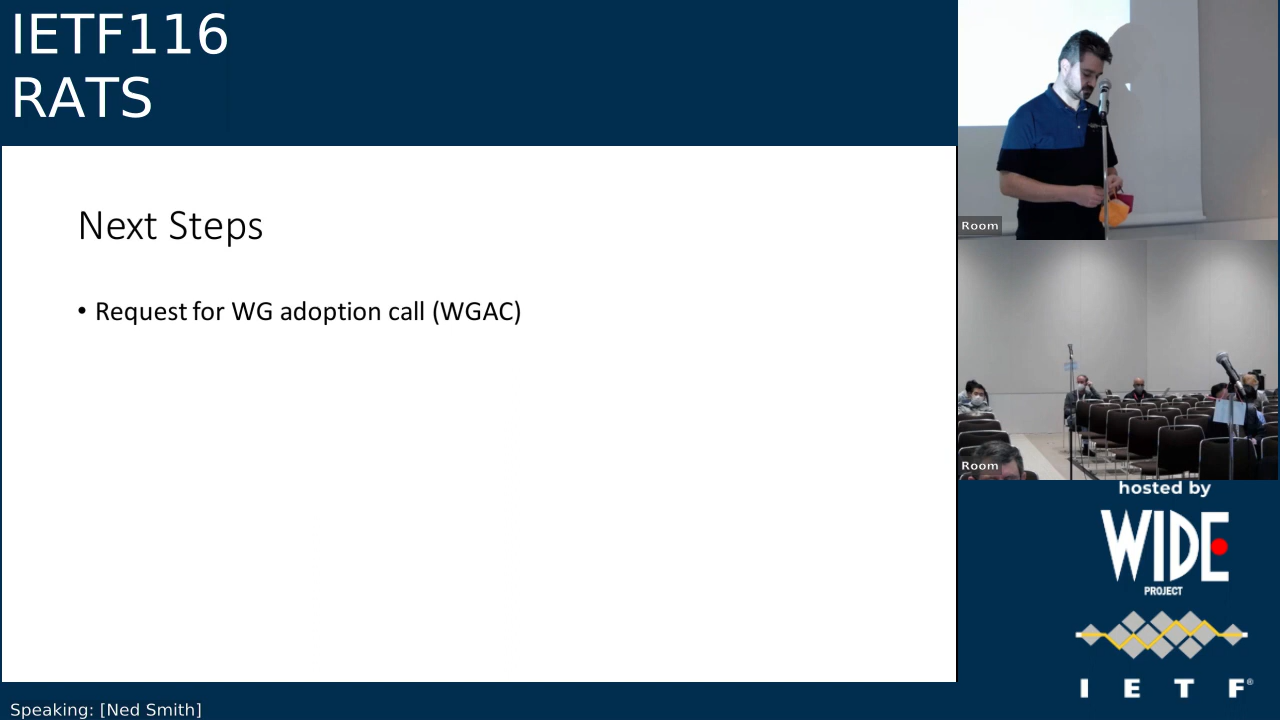 IETF116
RATS
Next Steps
• Request for WG adoption call (WGAC)
Room
Room
hosted by
WIDE
PROJECT
I E T F®
Speaking: [Ned Smith]